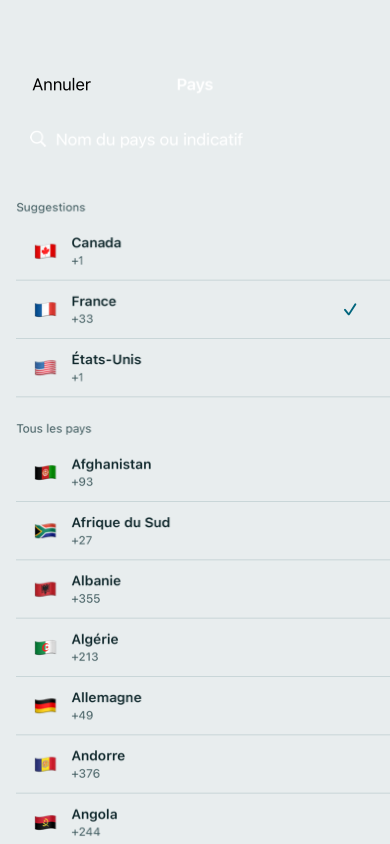 Annuler
Pays
Nom du pays ou indicatif
Suggestions
Canada
+1
France
+33
États-Unis
+1
Tous les pays
Afghanistan
+93
Afrique du Sud
+27
Albanie
+355
Algérie
+213
Allemagne
+49
Andorre
+376
Angola
+244